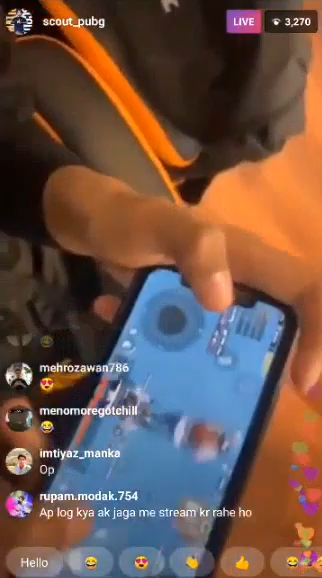 scout_pubg
LIVE
3,270
mehrozawan786
😍
menomoregotchill
😂
imtiyaz_manka
Op
rupam.modak.754
Ap log kya ak jaga me stream kr rahe ho
Hello